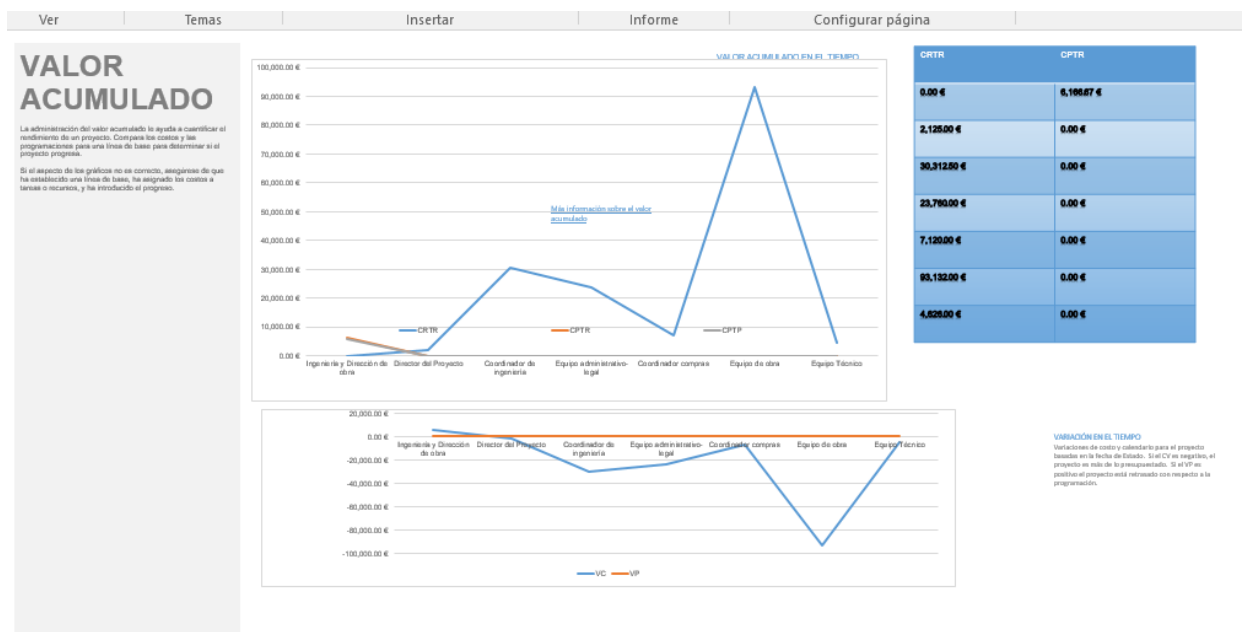 Ver Temas Insertar Informe Configurar página
VALOR
ACUMULADO
La administración del valor acumulado le ayuda a cuantificar el
rendimiento de un proyecto. Compara los costos y las
programaciones para una línea de base para determinar si el
proyecto progresa.
Si el aspecto de los gráficos no es correcto, asegúrese de que
ha establecido una línea de base, ha asignado los costos a
tareas o recursos, y ha introducido el progreso.
VALOR ACUMULADO EN EL TIEMPO
100,000.00 €
90,000.00 €
80,000.00 €
70,000.00 €
60,000.00 €
50,000.00 €
40,000.00 €
30,000.00 €
20,000.00 €
10,000.00 €
0.00 €
Más información sobre el valor
acumulado
CRTR CPTR CPTP
Ingeniería y Dirección de Director del Proyecto Coordinador de Equipo administrativo- Coordinador compras Equipo de obra Equipo Técnico
obra ingeniería legal
CRTR CPTR
0.00 € 6,166.67 €
2,125.00 € 0.00 €
30,312.50 € 0.00 €
23,760.00 € 0.00 €
7,120.00 € 0.00 €
93,132.00 € 0.00 €
4,626.00 € 0.00 €
20,000.00 €
0.00 €
-20,000.00 €
-40,000.00 €
-60,000.00 €
-80,000.00 €
-100,000.00 €
Ingeniería y Dirección Director del Proyecto Coordinador de Equipo administrativo- Coordinador compras Equipo de obra Equipo Técnico
de obra ingeniería legal
VC VP
VARIACIÓN EN EL TIEMPO
Variaciones de costo y calendario para el proyecto
basadas en la fecha de Estado. Si el CV es negativo, el
proyecto es más de lo presupuestado. Si el VP es
positivo el proyecto está retrasado con respecto a la
programación.